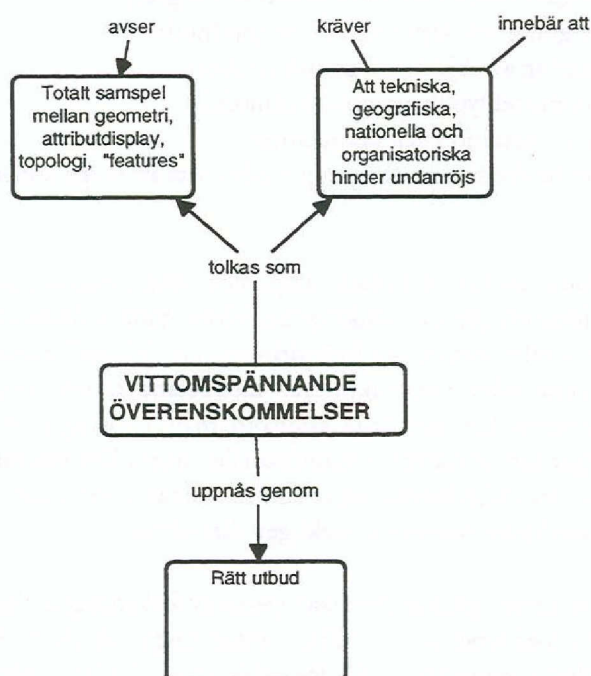 avser
kräver
innebär att
Totalt samspel
mellan geometri,
attributdisplay,
topologi, "features"
Att tekniska,
geografiska,
nationella och
organisatoriska
hinder undanröjs
tolkas som
VITTOMSPÄNNANDE
ÖVERENSKOMMELSER
uppnås genom
Rätt utbud